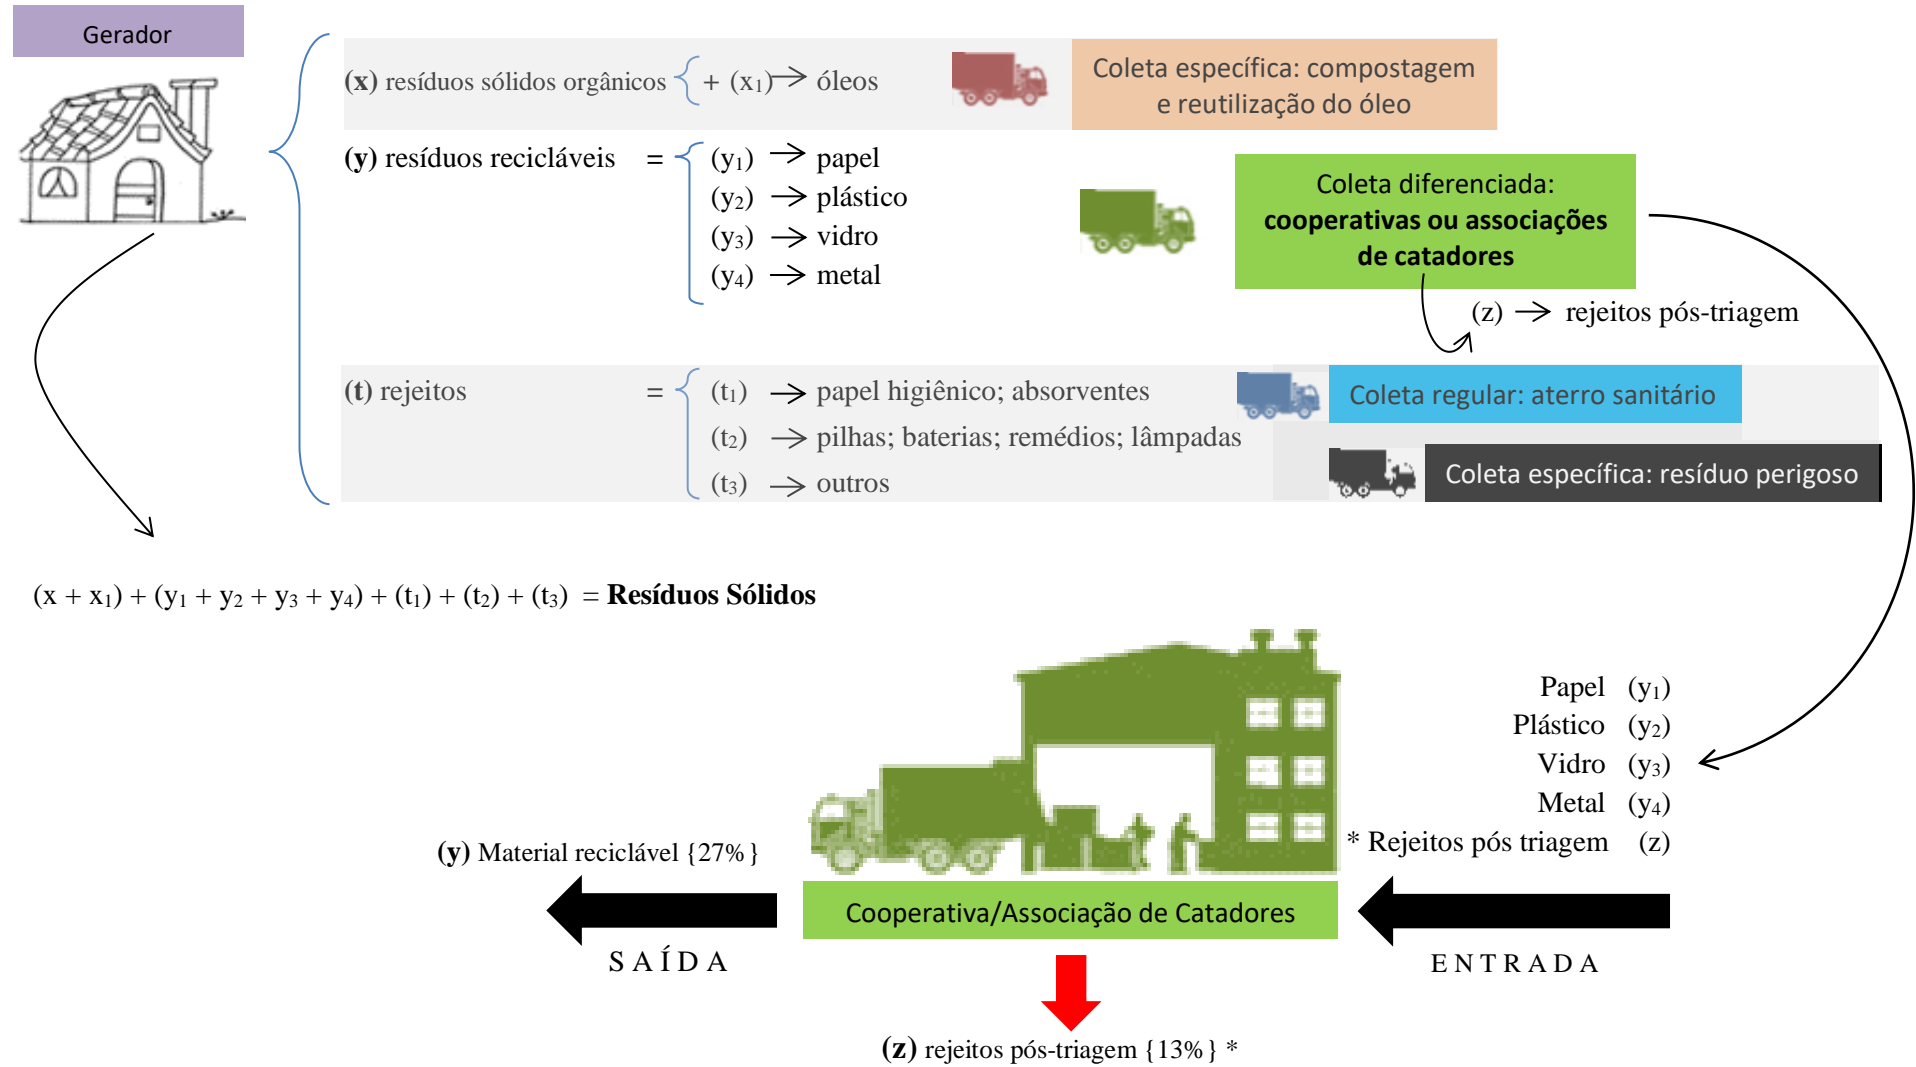 Gerador
(x) resíduos sólidos orgânicos + (x₁) → óleos
Coleta específica: compostagem
e reutilização do óleo
(y) resíduos recicláveis = (y₁) → papel
(y₂) → plástico
(y₃) → vidro
(y₄) → metal
Coleta diferenciada:
cooperativas ou associações
de catadores
(z) → rejeitos pós-triagem
(t) rejeitos = (t₁) → papel higiênico; absorventes
Coleta regular: aterro sanitário
(t₂) → pilhas; baterias; remédios; lâmpadas
(t₃) → outros
Coleta específica: resíduo perigoso
(x + x₁) + (y₁ + y₂ + y₃ + y₄) + (t₁) + (t₂) + (t₃) = Resíduos Sólidos
Papel (y₁)
Plástico (y₂)
Vidro (y₃)
Metal (y₄)
* Rejeitos pós triagem (z)
(y) Material reciclável {27%}
Cooperativa/Associação de Catadores
SAÍDA
ENTRADA
(z) rejeitos pós-triagem {13%} *